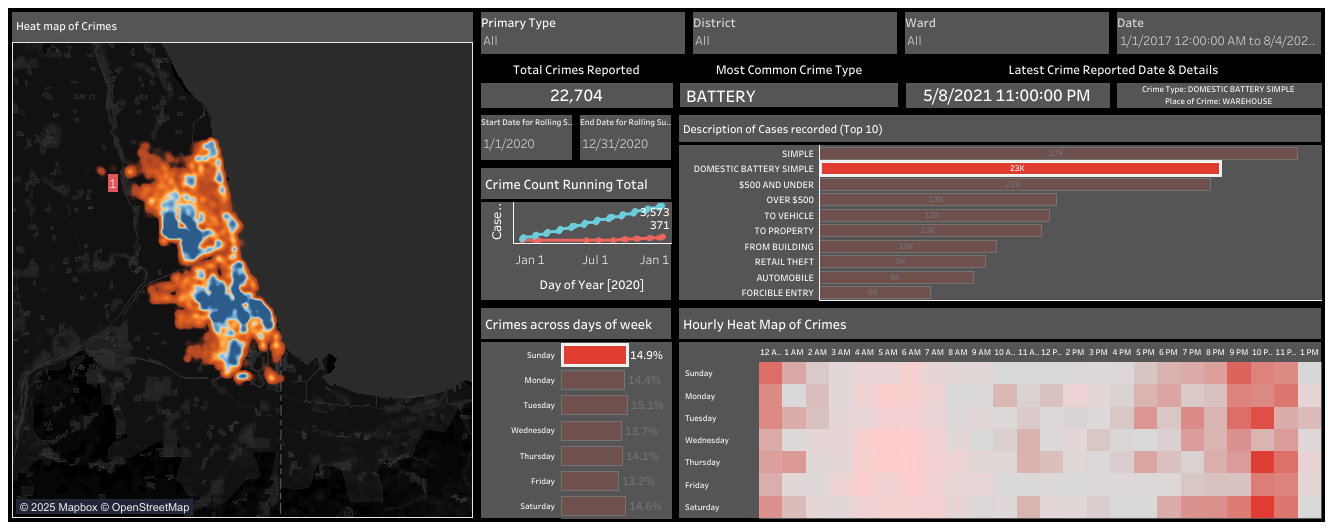 Heat map of Crimes
1
© 2025 Mapbox © OpenStreetMap
Primary Type
All
District
All
Ward
All
Date
1/1/2017 12:00:00 AM to 8/4/202..
Total Crimes Reported
22,704
Most Common Crime Type
BATTERY
Latest Crime Reported Date & Details
5/8/2021 11:00:00 PM
Crime Type: DOMESTIC BATTERY SIMPLE
Place of Crime: WAREHOUSE
Start Date for Rolling S..
1/1/2020
End Date for Rolling Su..
12/31/2020
Crime Count Running Total
Case..
3,573
371
Jan 1 Jul 1 Jan 1
Day of Year [2020]
Description of Cases recorded (Top 10)
SIMPLE 27K
DOMESTIC BATTERY SIMPLE 23K
$500 AND UNDER 22K
OVER $500 13K
TO VEHICLE 13K
TO PROPERTY 13K
FROM BUILDING 10K
RETAIL THEFT 9K
AUTOMOBILE 9K
FORCIBLE ENTRY 6K
Crimes across days of week
Sunday 14.9%
Monday 14.4%
Tuesday 15.1%
Wednesday 13.7%
Thursday 14.1%
Friday 13.2%
Saturday 14.6%
Hourly Heat Map of Crimes
12 A.. 1 AM 2 AM 3 AM 4 AM 5 AM 6 AM 7 AM 8 AM 9 AM 10 A.. 11 A.. 12 P.. 2 PM 3 PM 4 PM 5 PM 6 PM 7 PM 8 PM 9 PM 10 P.. 11 P.. 1 PM
Sunday
Monday
Tuesday
Wednesday
Thursday
Friday
Saturday